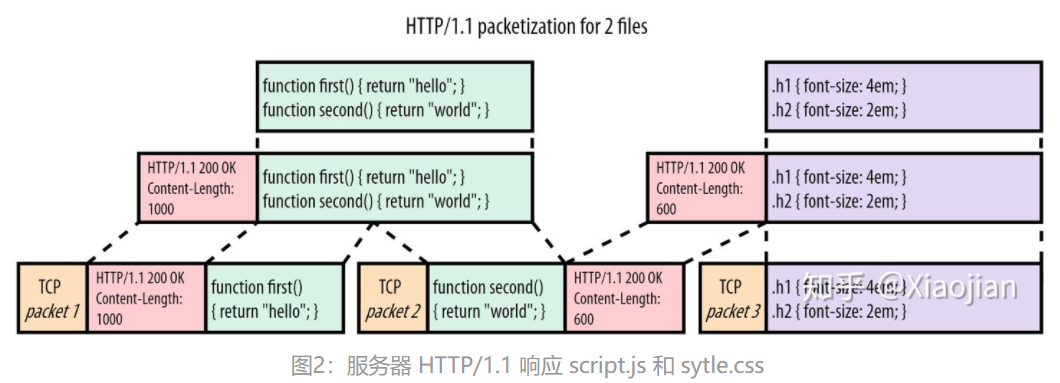 HTTP/1.1 packetization for 2 files
function first() { return "hello"; }
function second() { return "world"; }
.h1 { font-size: 4em; }
.h2 { font-size: 2em; }
HTTP/1.1 200 OK
Content-Length:
1000
function first() { return "hello"; }
function second() { return "world"; }
HTTP/1.1 200 OK
Content-Length:
600
.h1 { font-size: 4em; }
.h2 { font-size: 2em; }
TCP
packet 1
HTTP/1.1 200 OK
Content-Length:
1000
function first()
{ return "hello"; }
TCP
packet 2
function second()
{ return "world"; }
HTTP/1.1 200 OK
Content-Length:
600
TCP
packet 3
.h1 { font-size: 4em; }
.h2 { font-size: 2em; }
知乎 @Xiaojian
图2：服务器 HTTP/1.1 响应 script.js 和 sytle.css